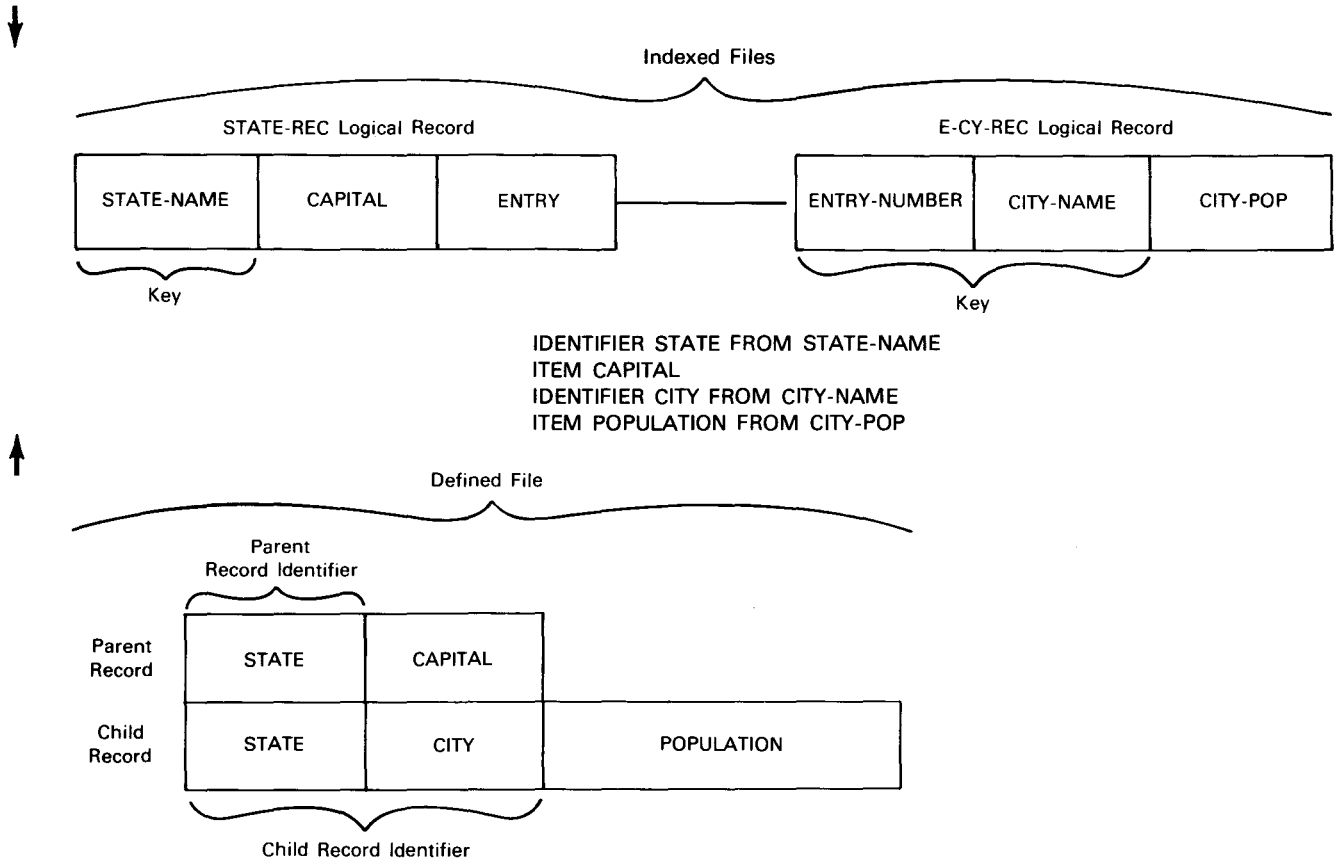 Indexed Files
STATE-REC Logical Record
E-CY-REC Logical Record
STATE-NAME
CAPITAL
ENTRY
ENTRY-NUMBER
CITY-NAME
CITY-POP
Key
Key
IDENTIFIER STATE FROM STATE-NAME
ITEM CAPITAL
IDENTIFIER CITY FROM CITY-NAME
ITEM POPULATION FROM CITY-POP
Defined File
Parent
Record Identifier
Parent
Record
STATE
CAPITAL
Child
Record
STATE
CITY
POPULATION
Child Record Identifier